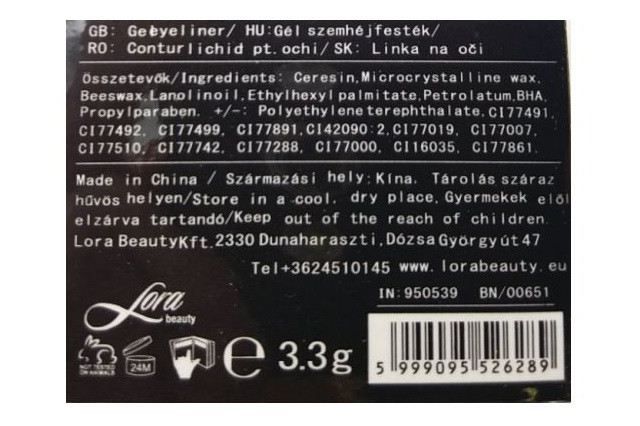 GB: Geleyeliner/ HU:Gél szemhéjfesték/
RO: Conturlichid pt.ochi/ SK: Linka na oči
Összetevők/Ingredients: Ceresin,Microcrystalline wax,
Beeswax,Lanolinoil,Ethylhexylpalmitate,Petrolatum,BHA,
Propylparaben. +/-: Polyethyleneterephthalate,CI77491,
CI77492, CI77499, CI77891,CI42090:2,CI77019, CI77007,
CI77510, CI77742, CI77288, CI77000, CI16035, CI77861.
Made in China / Származási hely:Kína. Tárolás száraz
hűvös helyen/Store in a cool, dry place, Gyermekek elől
elzárva tartandó/Keep out of the reach of children.
Lora BeautyKft.2330 Dunaharaszti,Dózsa Györgyút47
Tel+3624510145 www.lorabeauty.eu
IN:950539 BN/00651
Lora
beauty
NOT TESTED
ON ANIMALS
24M
e 3.3g
5 999095 526289